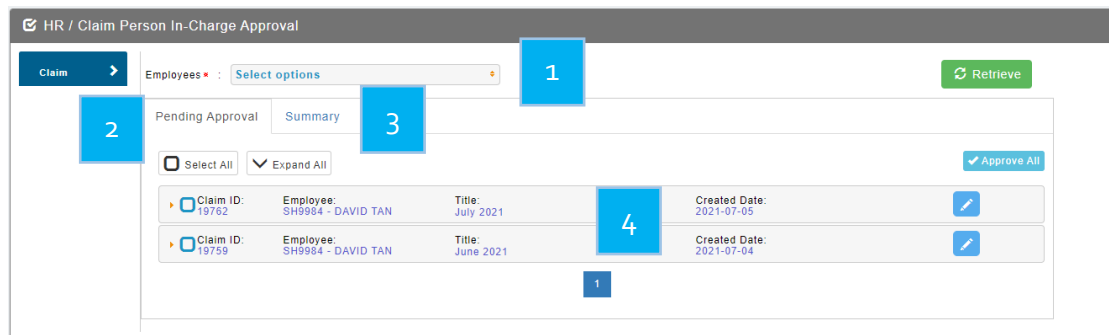 HR / Claim Person In-Charge Approval
Claim
Employees* : Select options
1
Retrieve
2
Pending Approval Summary
3
Select All Expand All
Approve All
Claim ID: Employee: Title: Created Date:
19762 SH9984 - DAVID TAN July 2021 2021-07-05
4
Claim ID: Employee: Title: Created Date:
19759 SH9984 - DAVID TAN June 2021 2021-07-04
1